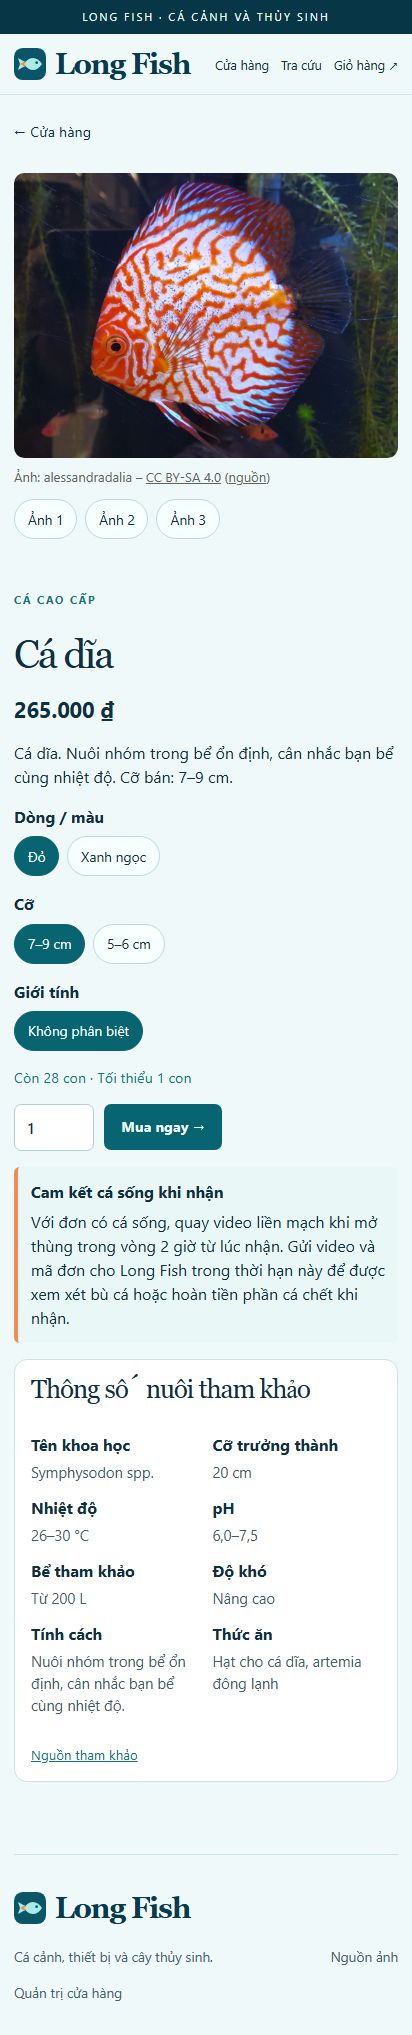 LONG FISH · CÁ CẢNH VÀ THỦY SINH
Long Fish
Cửa hàng Tra cứu Giỏ hàng ↗
← Cửa hàng
Ảnh: alessandradalia – CC BY-SA 4.0 (nguồn)
Ảnh 1 Ảnh 2 Ảnh 3
CÁ CAO CẤP
Cá dĩa
265.000 ₫
Cá dĩa. Nuôi nhóm trong bể ổn định, cân nhắc bạn bể
cùng nhiệt độ. Cỡ bán: 7–9 cm.
Dòng / màu
Đỏ Xanh ngọc
Cỡ
7–9 cm 5–6 cm
Giới tính
Không phân biệt
Còn 28 con · Tối thiểu 1 con
1 Mua ngay →
Cam kết cá sống khi nhận
Với đơn có cá sống, quay video liền mạch khi mở
thùng trong vòng 2 giờ từ lúc nhận. Gửi video và
mã đơn cho Long Fish trong thời hạn này để được
xem xét bù cá hoặc hoàn tiền phần cá chết khi
nhận.
Thông số nuôi tham khảo
Tên khoa học
Symphysodon spp.
Cỡ trưởng thành
20 cm
Nhiệt độ
26–30 °C
pH
6,0–7,5
Bể tham khảo
Từ 200 L
Độ khó
Nâng cao
Tính cách
Nuôi nhóm trong bể ổn
định, cân nhắc bạn bể
cùng nhiệt độ.
Thức ăn
Hạt cho cá dĩa, artemia
đông lạnh
Nguồn tham khảo
Long Fish
Cá cảnh, thiết bị và cây thủy sinh.
Nguồn ảnh
Quản trị cửa hàng